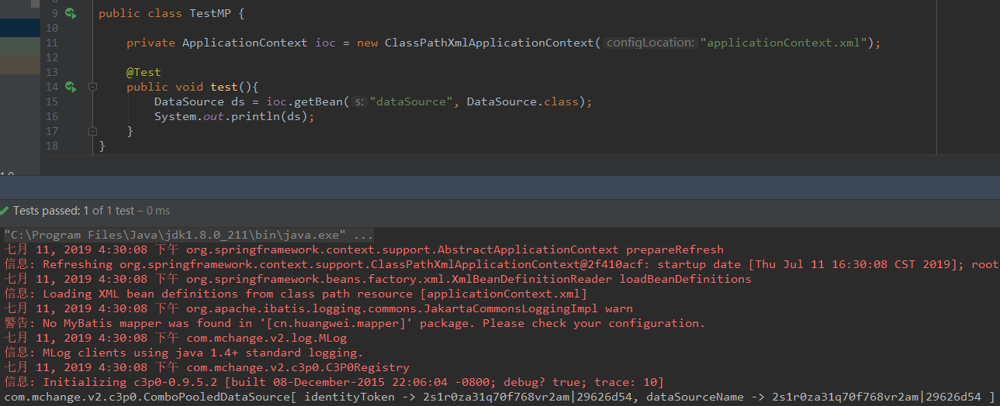 9 public class TestMP {
10
11 private ApplicationContext ioc = new ClassPathXmlApplicationContext( configLocation: "applicationContext.xml");
12
13 @Test
14 public void test(){
15 DataSource ds = ioc.getBean( s: "dataSource", DataSource.class);
16 System.out.println(ds);
17 }
18 }
Tests passed: 1 of 1 test – 0 ms
"C:\Program Files\Java\jdk1.8.0_211\bin\java.exe" ...
七月 11, 2019 4:30:08 下午 org.springframework.context.support.AbstractApplicationContext prepareRefresh
信息: Refreshing org.springframework.context.support.ClassPathXmlApplicationContext@2f410acf: startup date [Thu Jul 11 16:30:08 CST 2019]; root
七月 11, 2019 4:30:08 下午 org.springframework.beans.factory.xml.XmlBeanDefinitionReader loadBeanDefinitions
信息: Loading XML bean definitions from class path resource [applicationContext.xml]
七月 11, 2019 4:30:08 下午 org.apache.ibatis.logging.commons.JakartaCommonsLoggingImpl warn
警告: No MyBatis mapper was found in '[cn.huangwei.mapper]' package. Please check your configuration.
七月 11, 2019 4:30:08 下午 com.mchange.v2.log.MLog
信息: MLog clients using java 1.4+ standard logging.
七月 11, 2019 4:30:08 下午 com.mchange.v2.c3p0.C3P0Registry
信息: Initializing c3p0-0.9.5.2 [built 08-December-2015 22:06:04 -0800; debug? true; trace: 10]
com.mchange.v2.c3p0.ComboPooledDataSource[ identityToken -> 2s1r0za31q70f768vr2am|29626d54, dataSourceName -> 2s1r0za31q70f768vr2am|29626d54 ]